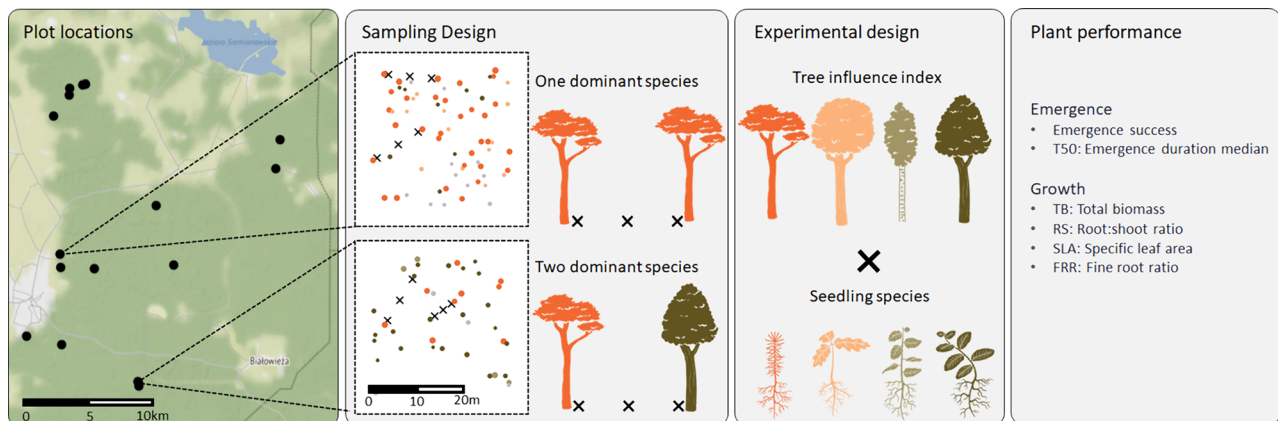 Plot locations
Jezioro Siemianowskie
Białowieża
0 5 10km
Sampling Design
One dominant species
Two dominant species
0 10 20m
Experimental design
Tree influence index
Seedling species
Plant performance
Emergence
• Emergence success
• T50: Emergence duration median
Growth
• TB: Total biomass
• RS: Root:shoot ratio
• SLA: Specific leaf area
• FRR: Fine root ratio